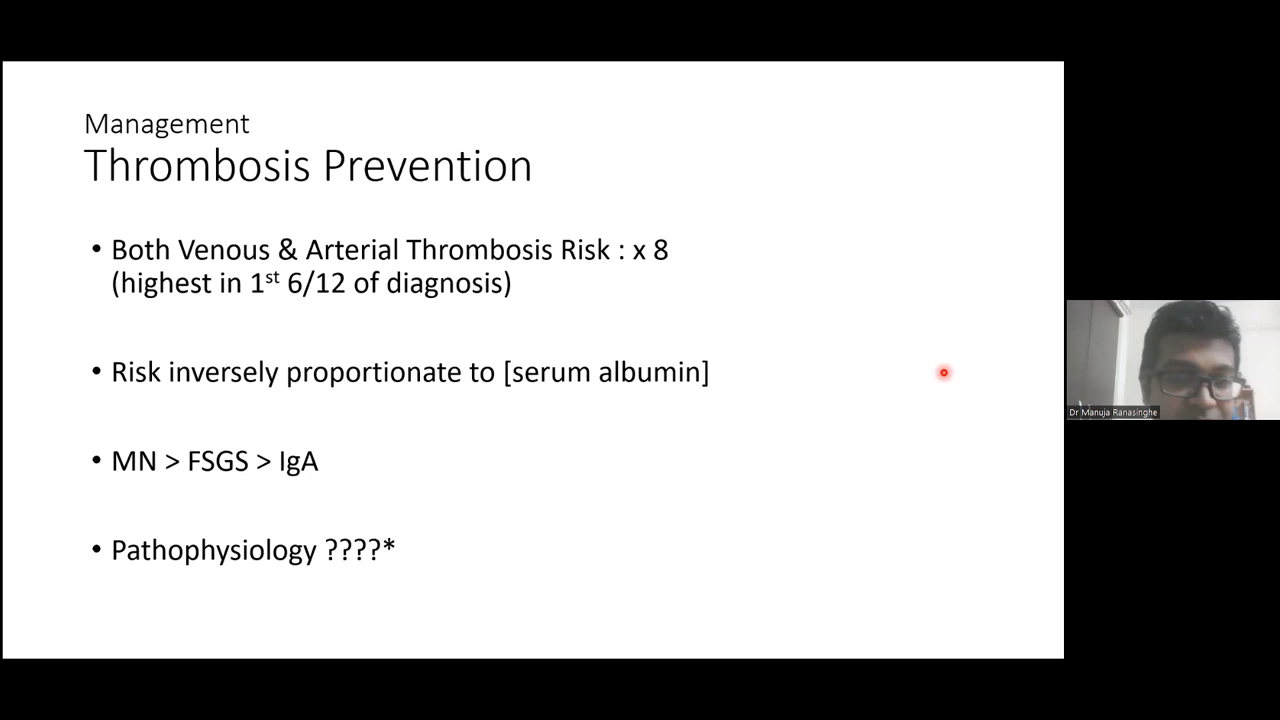 Management
Thrombosis Prevention
• Both Venous & Arterial Thrombosis Risk : x 8
(highest in 1st 6/12 of diagnosis)
• Risk inversely proportionate to [serum albumin]
• MN > FSGS > IgA
• Pathophysiology ????*
Dr Manuja Ranasinghe